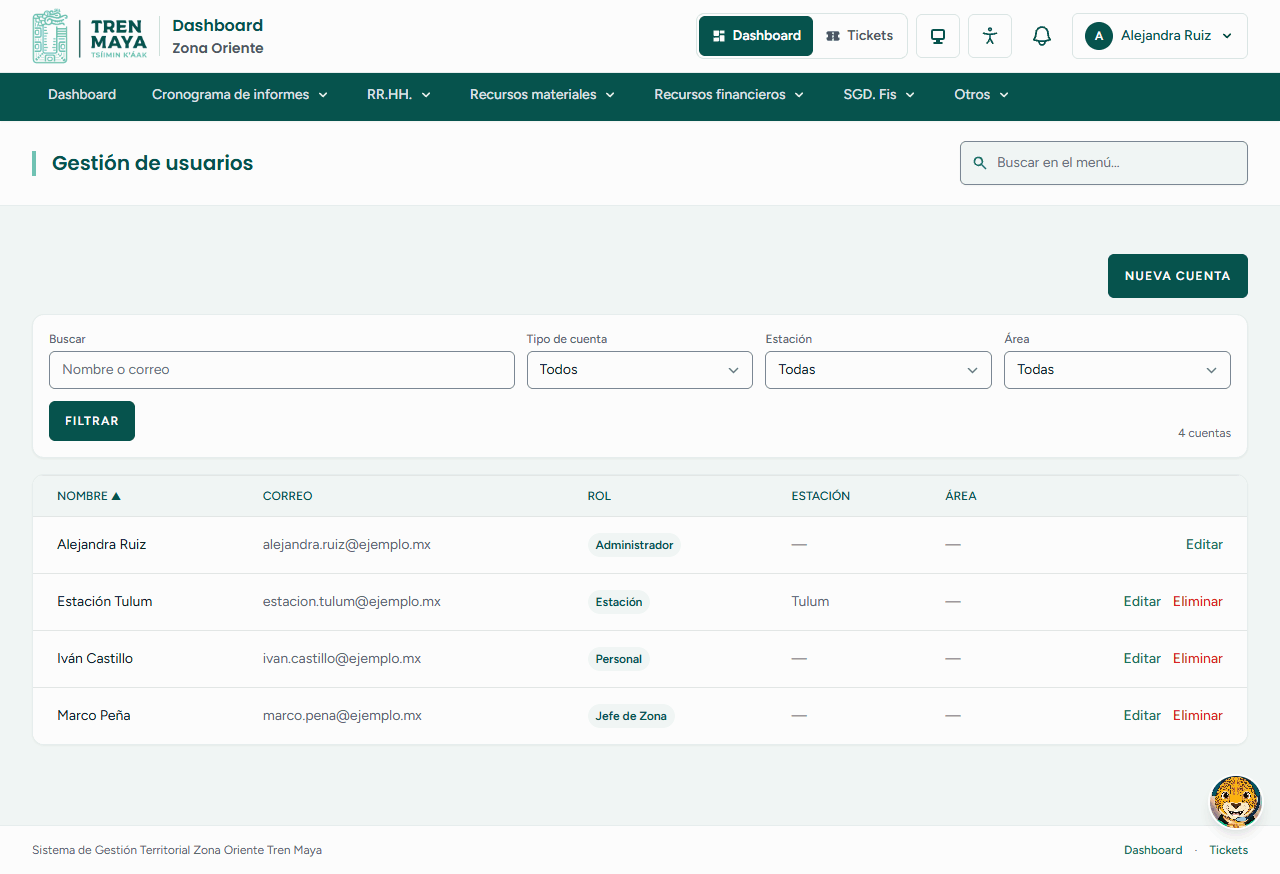 TREN
MAYA
TSÍIMIN K'ÁAK
Dashboard
Zona Oriente
Dashboard
Tickets
A
Alejandra Ruiz
Dashboard
Cronograma de informes
RR.HH.
Recursos materiales
Recursos financieros
SGD. Fis
Otros
Gestión de usuarios
Buscar en el menú...
NUEVA CUENTA
Buscar
Tipo de cuenta
Estación
Área
Nombre o correo
Todos
Todas
Todas
FILTRAR
4 cuentas
NOMBRE ▲ CORREO ROL ESTACIÓN ÁREA
Alejandra Ruiz alejandra.ruiz@ejemplo.mx Administrador — — Editar
Estación Tulum estacion.tulum@ejemplo.mx Estación Tulum — Editar Eliminar
Iván Castillo ivan.castillo@ejemplo.mx Personal — — Editar Eliminar
Marco Peña marco.pena@ejemplo.mx Jefe de Zona — — Editar Eliminar
Sistema de Gestión Territorial Zona Oriente Tren Maya
Dashboard · Tickets